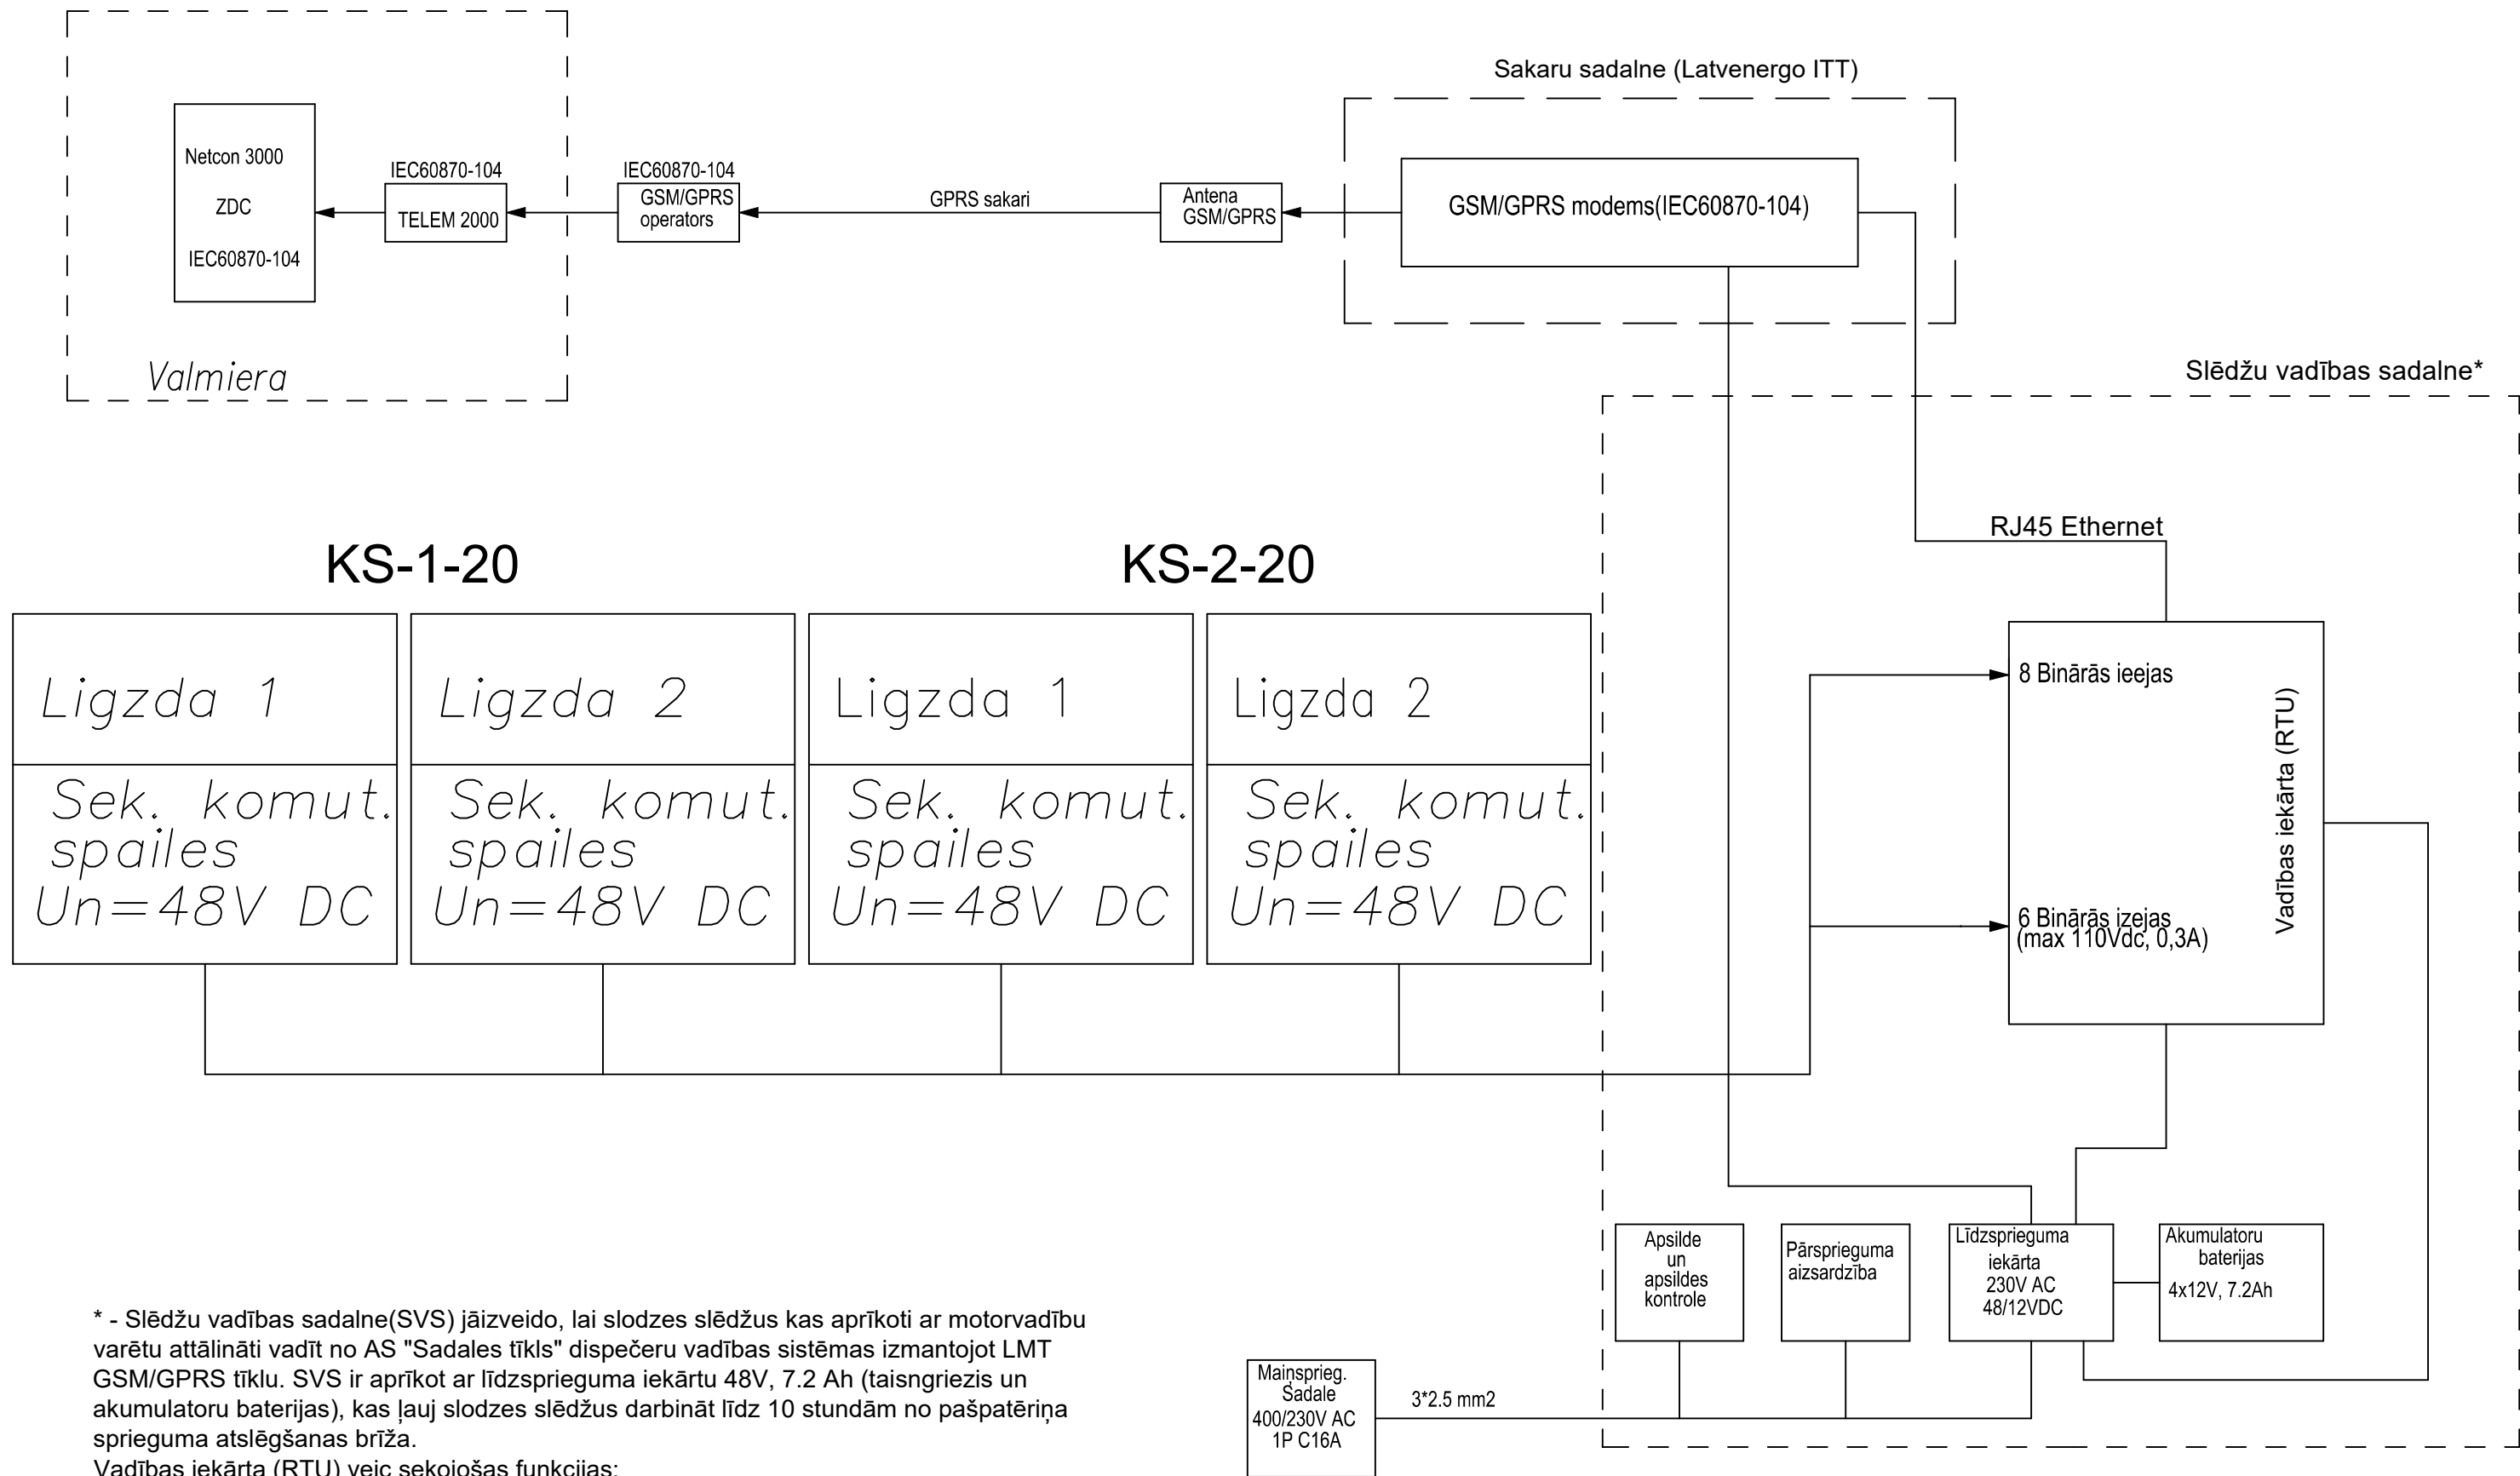 Sakaru sadalne (Latvenergo ITT)
Netcon 3000
ZDC
IEC60870-104
IEC60870-104
TELEM 2000
IEC60870-104
GSM/GPRS
operators
GPRS sakari
Antena
GSM/GPRS
GSM/GPRS modems(IEC60870-104)
Valmiera
Slēdžu vadības sadalne*
RJ45 Ethernet
KS-1-20
KS-2-20
Ligzda 1
Sek. komut.
spailes
Un=48V DC
Ligzda 2
Sek. komut.
spailes
Un=48V DC
Ligzda 1
Sek. komut.
spailes
Un=48V DC
Ligzda 2
Sek. komut.
spailes
Un=48V DC
8 Binārās ieejas
6 Binārās izejas
(max 110Vdc, 0,3A)
Vadības iekārta (RTU)
Apsilde
un
apsildes
kontrole
Pārsprieguma
aizsardzība
Līdzsprieguma
iekārta
230V AC
48/12VDC
Akumulatoru
baterijas
4x12V, 7.2Ah
Maiņsprieg.
Sadale
400/230V AC
1P C16A
3*2.5 mm2
* - Slēdžu vadības sadalne(SVS) jāizveido, lai slodzes slēdžus kas aprīkoti ar motorvadību
varētu attālināti vadīt no AS "Sadales tīkls" dispečeru vadības sistēmas izmantojot LMT
GSM/GPRS tīklu. SVS ir aprīkot ar līdzsprieguma iekārtu 48V, 7.2 Ah (taisngriezis un
akumulatoru baterijas), kas ļauj slodzes slēdžus darbināt līdz 10 stundām no pašpatēriņa
sprieguma atslēgšanas brīža.
Vadības iekārta (RTU) veic sekojošas funkcijas: